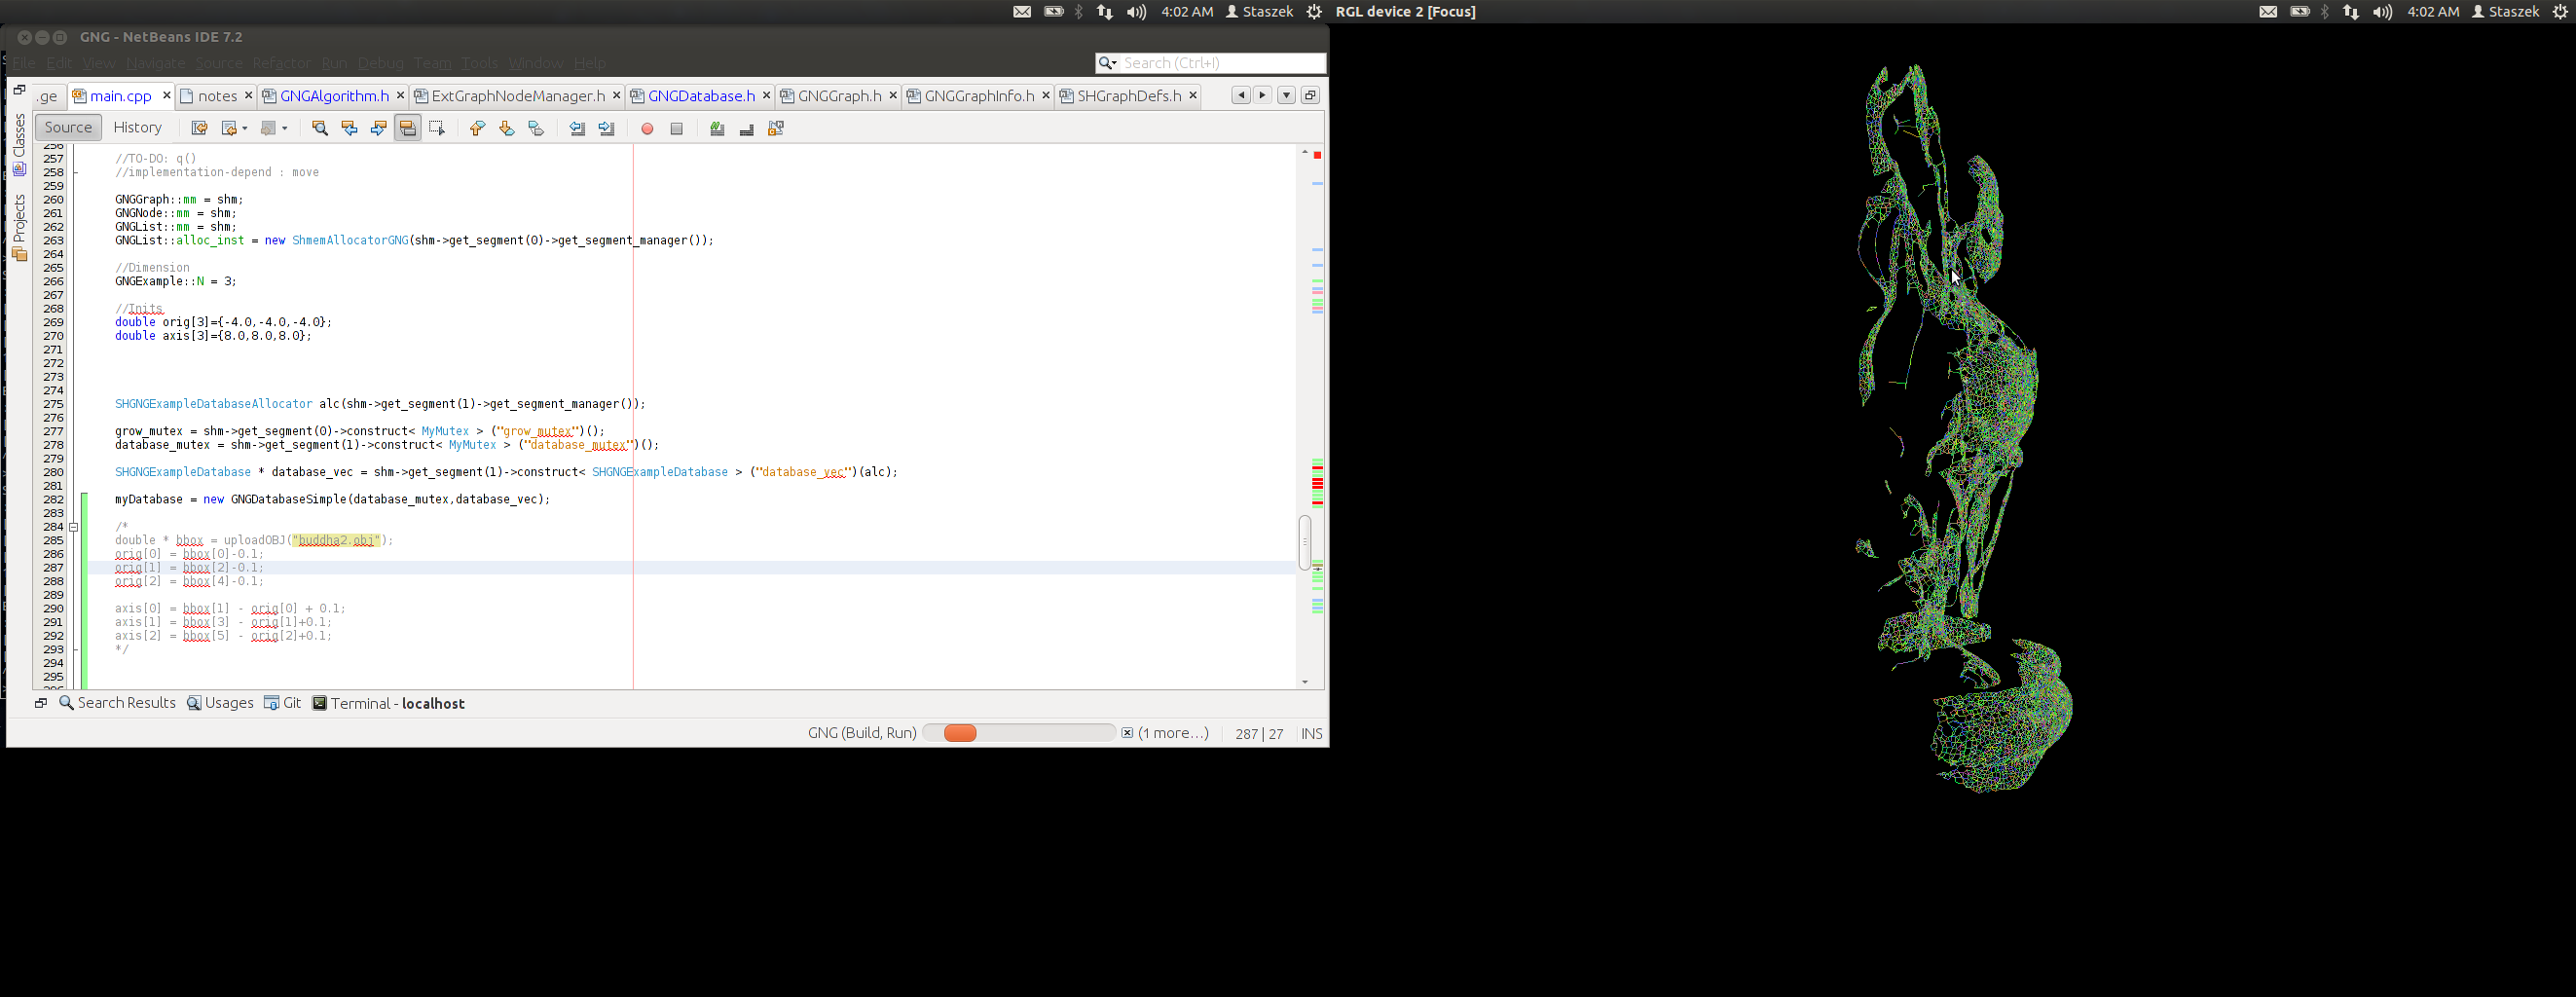 4:02 AM Staszek RGL device 2 [Focus] 4:02 AM Staszek
GNG - NetBeans IDE 7.2
File Edit View Navigate Source Refactor Run Debug Team Tools Window Help
Search (Ctrl+I)
.ge main.cpp notes GNGAlgorithm.h ExtGraphNodeManager.h GNGDatabase.h GNGGraph.h GNGGraphInfo.h SHGraphDefs.h
Classes
Projects
Source History
256
257 //TO-DO: q()
258 //implementation-depend : move
259
260 GNGGraph::mm = shm;
261 GNGNode::mm = shm;
262 GNGList::mm = shm;
263 GNGList::alloc_inst = new ShmemAllocatorGNG(shm->get_segment(0)->get_segment_manager());
264
265 //Dimension
266 GNGExample::N = 3;
267
268 //Inits
269 double orig[3]={-4.0,-4.0,-4.0};
270 double axis[3]={8.0,8.0,8.0};
271
272
273
274
275 SHGNGExampleDatabaseAllocator alc(shm->get_segment(1)->get_segment_manager());
276
277 grow_mutex = shm->get_segment(0)->construct< MyMutex > ("grow_mutex")();
278 database_mutex = shm->get_segment(1)->construct< MyMutex > ("database_mutex")();
279
280 SHGNGExampleDatabase * database_vec = shm->get_segment(1)->construct< SHGNGExampleDatabase > ("database_vec")(alc);
281
282 myDatabase = new GNGDatabaseSimple(database_mutex,database_vec);
283
284 /*
285 double * bbox = uploadOBJ("buddha2.obj");
286 orig[0] = bbox[0]-0.1;
287 orig[1] = bbox[2]-0.1;
288 orig[2] = bbox[4]-0.1;
289
290 axis[0] = bbox[1] - orig[0] + 0.1;
291 axis[1] = bbox[3] - orig[1]+0.1;
292 axis[2] = bbox[5] - orig[2]+0.1;
293 */
294
295
Search Results Usages Git Terminal - localhost
GNG (Build, Run) (1 more...) 287 | 27 INS